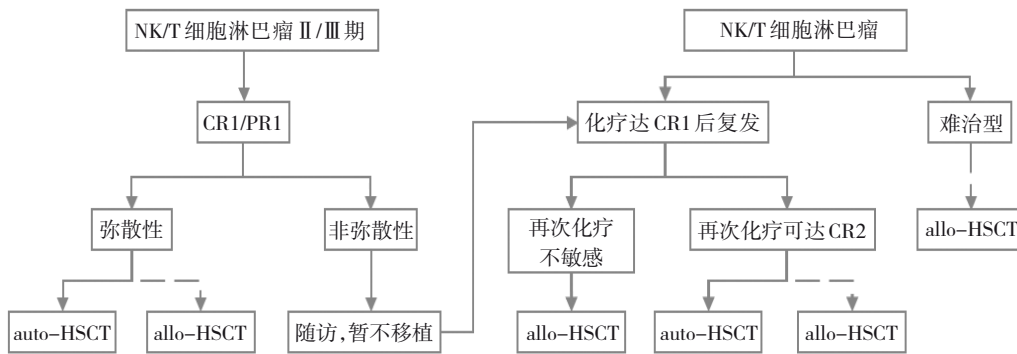 NK/T细胞淋巴瘤Ⅱ/Ⅲ期
NK/T细胞淋巴瘤
CR1/PR1
化疗达CR1后复发
难治型
弥散性
非弥散性
再次化疗
不敏感
再次化疗可达CR2
allo-HSCT
auto-HSCT
allo-HSCT
随访,暂不移植
allo-HSCT
auto-HSCT
allo-HSCT